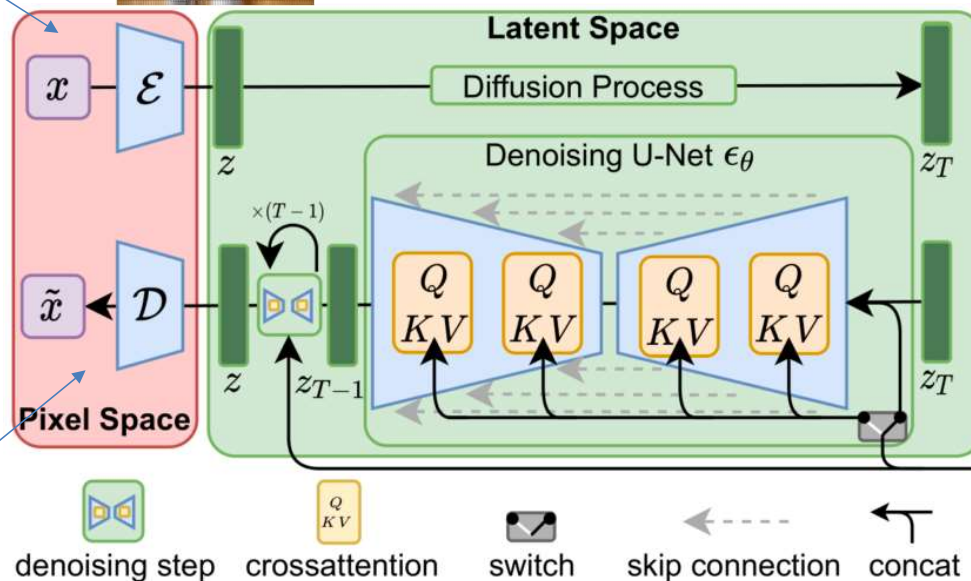 Latent Space
x
ℰ
Diffusion Process
z
Denoising U-Net ϵ_θ
z_T
×(T−1)
x̃
𝒟
Q
KV
Q
KV
Q
KV
Q
KV
z
z_{T−1}
z_T
Pixel Space
Q
KV
denoising step
crossattention
switch
skip connection
concat